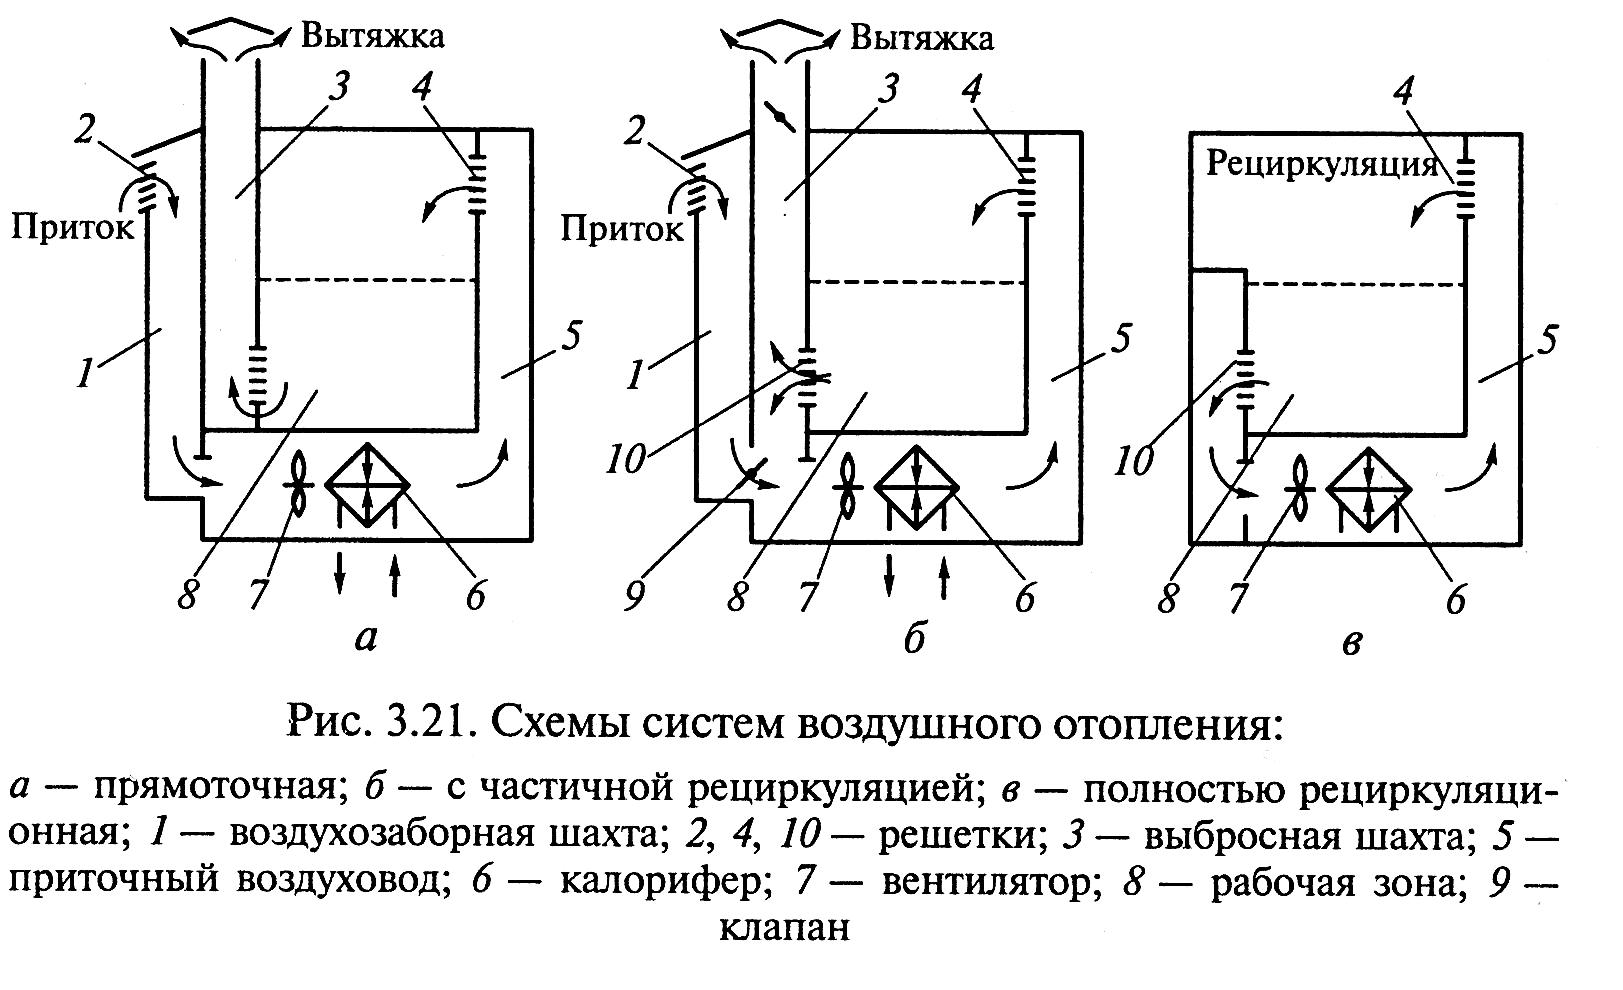 Вытяжка
3
4
2
Приток
1
5
8
7
6
а
Вытяжка
3
4
2
Приток
1
5
10
9
8
7
6
б
4
Рециркуляция
5
10
8
7
6
в
Рис. 3.21. Схемы систем воздушного отопления:
а — прямоточная; б — с частичной рециркуляцией; в — полностью рециркуляци-
онная; 1 — воздухозаборная шахта; 2, 4, 10 — решетки; 3 — выбросная шахта; 5 —
приточный воздуховод; 6 — калорифер; 7 — вентилятор; 8 — рабочая зона; 9 —
клапан